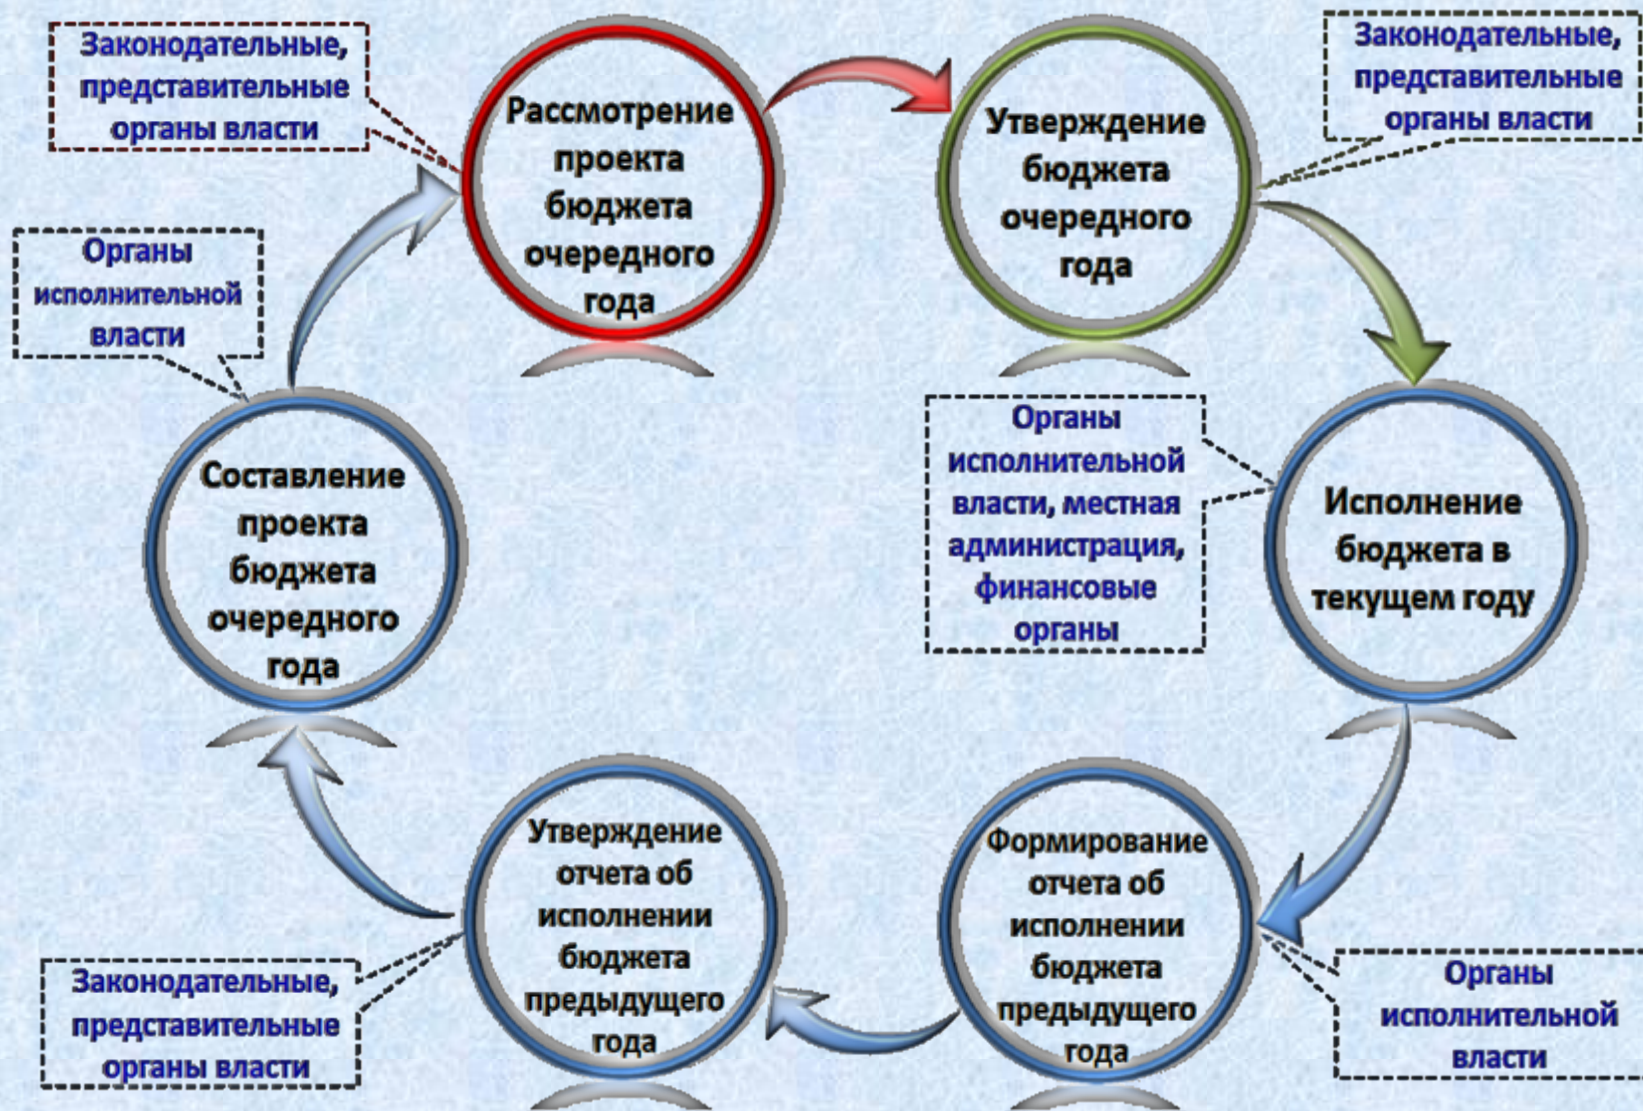 Законодательные,
представительные
органы власти
Рассмотрение
проекта
бюджета
очередного
года
Утверждение
бюджета
очередного
года
Законодательные,
представительные
органы власти
Органы
исполнительной
власти
Составление
проекта
бюджета
очередного
года
Органы
исполнительной
власти, местная
администрация,
финансовые
органы
Исполнение
бюджета в
текущем году
Утверждение
отчета об
исполнении
бюджета
предыдущего
года
Формирование
отчета об
исполнении
бюджета
предыдущего
года
Законодательные,
представительные
органы власти
Органы
исполнительной
власти